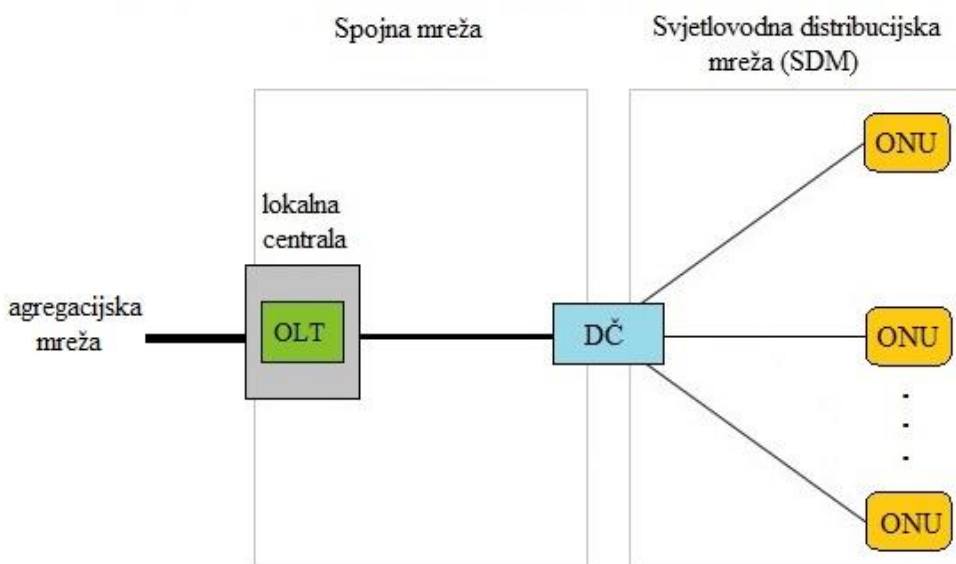 Spojna mreža
Svjetlovodna distribucijska
mreža (SDM)
lokalna
centrala
agregacijska
mreža
OLT
DČ
ONU
ONU
ONU